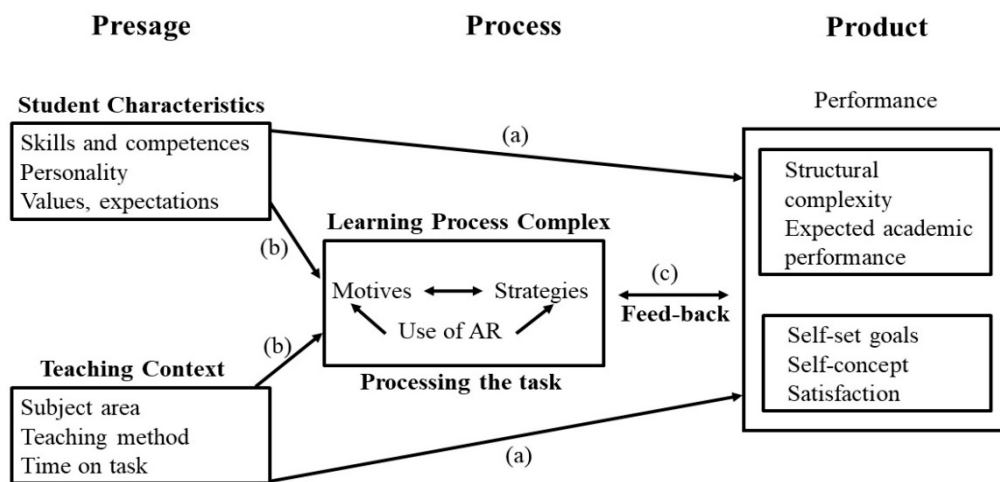 Presage
Process
Product
Student Characteristics
Skills and competences
Personality
Values, expectations
(a)
(b)
Learning Process Complex
Motives
Strategies
Use of AR
Processing the task
(c)
Feed-back
Performance
Structural
complexity
Expected academic
performance
Self-set goals
Self-concept
Satisfaction
(b)
Teaching Context
Subject area
Teaching method
Time on task
(a)